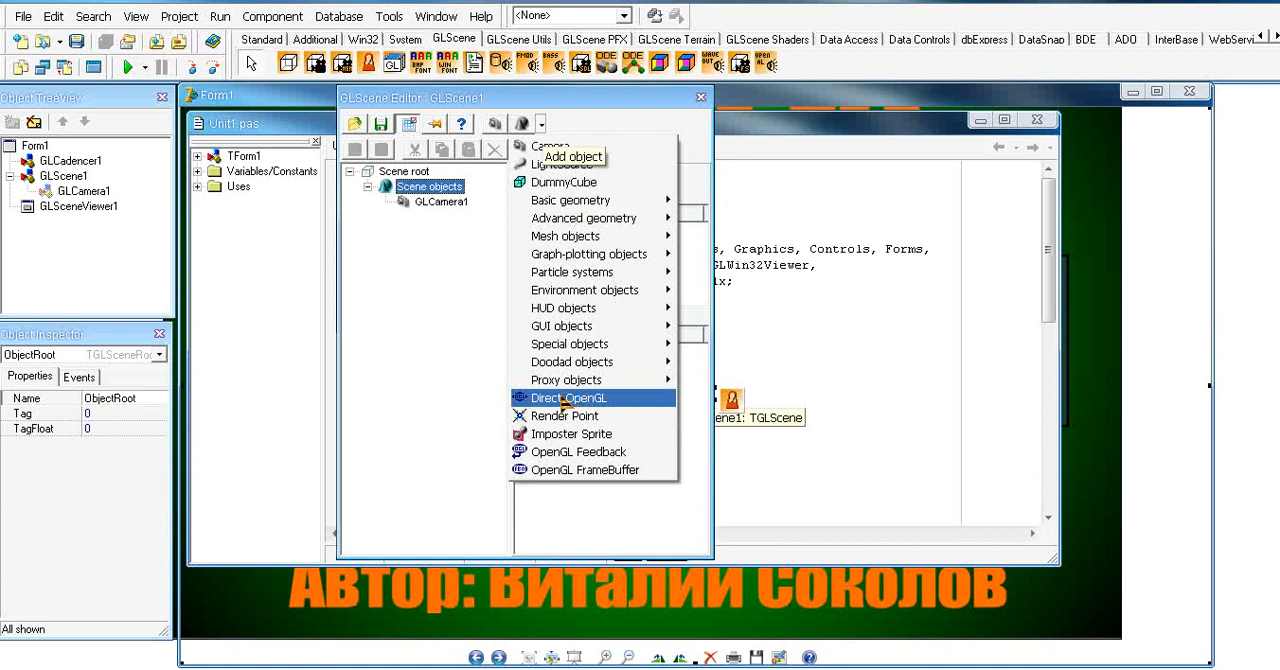 File Edit Search View Project Run Component Database Tools Window Help <None>
Standard Additional Win32 System GLScene GLScene Utils GLScene PFX GLScene Terrain GLScene Shaders Data Access Data Controls dbExpress DataSnap BDE ADO InterBase WebServi
Object TreeView
Form1
GLCadencer1
GLScene1
GLCamera1
GLSceneViewer1
Object Inspector
ObjectRoot TGLSceneRoo
Properties Events
Name ObjectRoot
Tag 0
TagFloat 0
All shown
Form1
Unit1.pas
TForm1
Variables/Constants
Uses
GLScene Editor : GLScene1
Scene root
Scene objects
GLCamera1
Camera
Add object
LightSource
DummyCube
Basic geometry
Advanced geometry
Mesh objects
Graph-plotting objects
Particle systems
Environment objects
HUD objects
GUI objects
Special objects
Doodad objects
Proxy objects
Direct OpenGL
Render Point
Imposter Sprite
OpenGL Feedback
OpenGL FrameBuffer
s, Graphics, Controls, Forms,
GLWin32Viewer,
lx;
ene1: TGLScene
Автор: Виталий Соколов